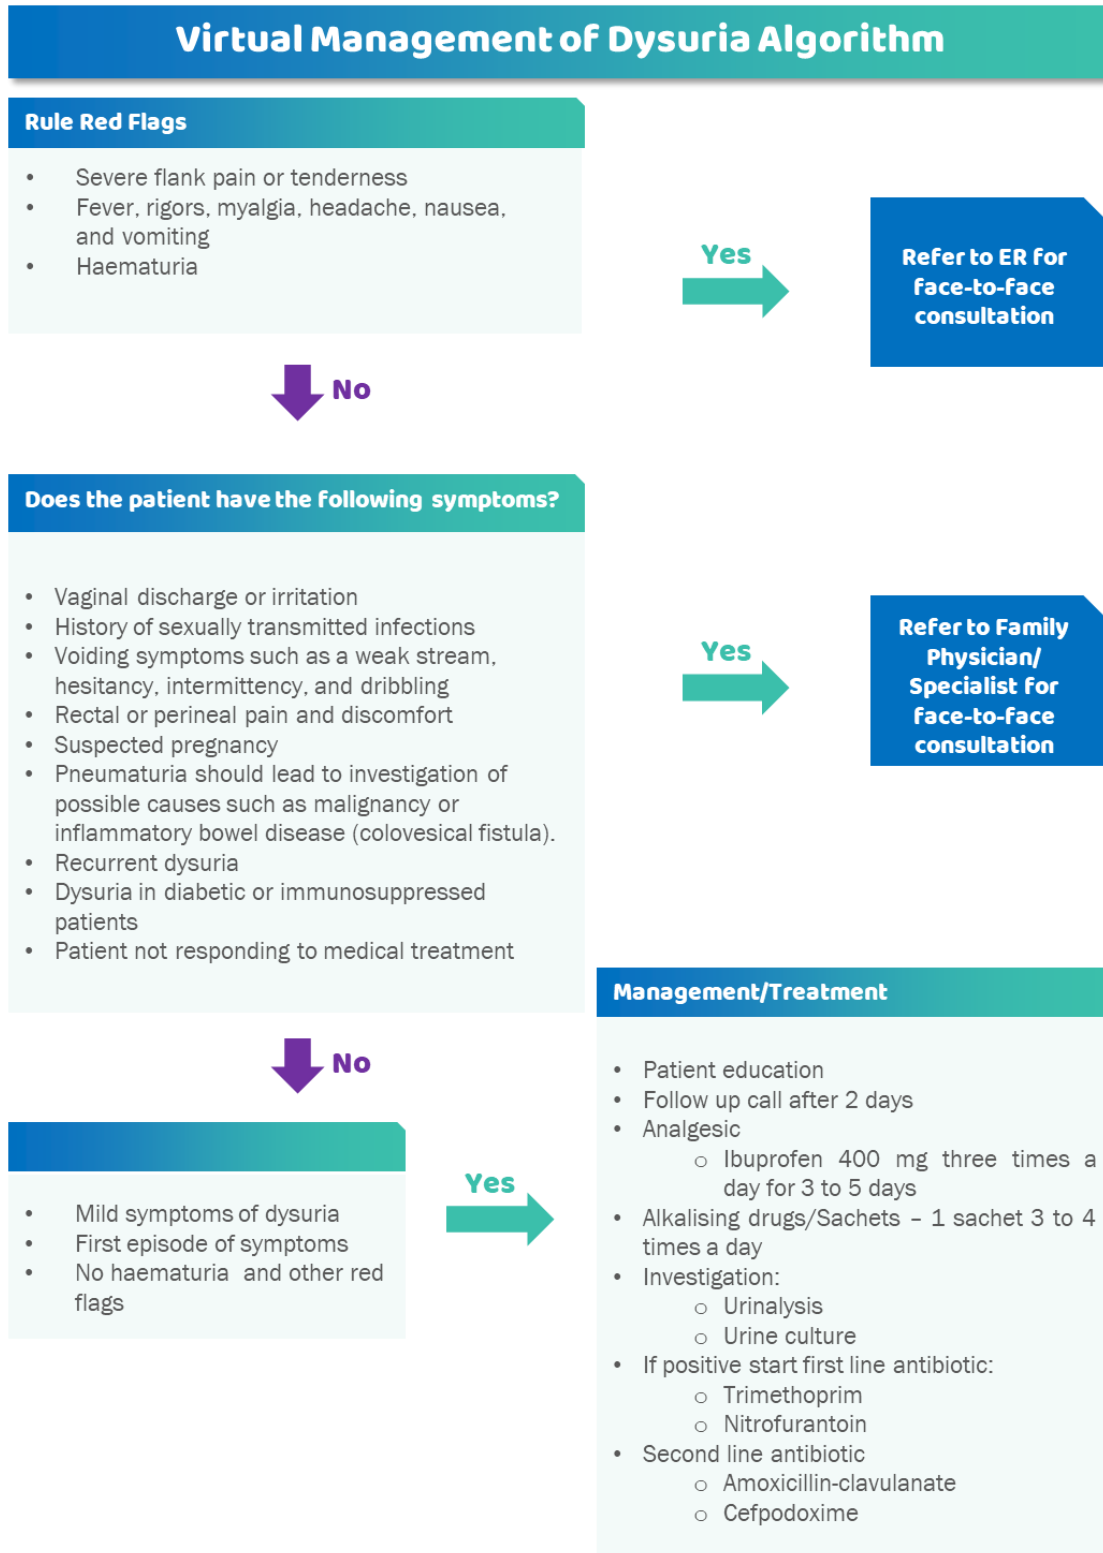 Virtual Management of Dysuria Algorithm
Rule Red Flags
• Severe flank pain or tenderness
• Fever, rigors, myalgia, headache, nausea,
and vomiting
• Haematuria
Yes
Refer to ER for
face-to-face
consultation
No
Does the patient have the following symptoms?
• Vaginal discharge or irritation
• History of sexually transmitted infections
• Voiding symptoms such as a weak stream,
hesitancy, intermittency, and dribbling
• Rectal or perineal pain and discomfort
• Suspected pregnancy
• Pneumaturia should lead to investigation of
possible causes such as malignancy or
inflammatory bowel disease (colovesical fistula).
• Recurrent dysuria
• Dysuria in diabetic or immunosuppressed
patients
• Patient not responding to medical treatment
Yes
Refer to Family
Physician/
Specialist for
face-to-face
consultation
No
• Mild symptoms of dysuria
• First episode of symptoms
• No haematuria and other red
flags
Yes
Management/Treatment
• Patient education
• Follow up call after 2 days
• Analgesic
o Ibuprofen 400 mg three times a
day for 3 to 5 days
• Alkalising drugs/Sachets – 1 sachet 3 to 4
times a day
• Investigation:
o Urinalysis
o Urine culture
• If positive start first line antibiotic:
o Trimethoprim
o Nitrofurantoin
• Second line antibiotic
o Amoxicillin-clavulanate
o Cefpodoxime